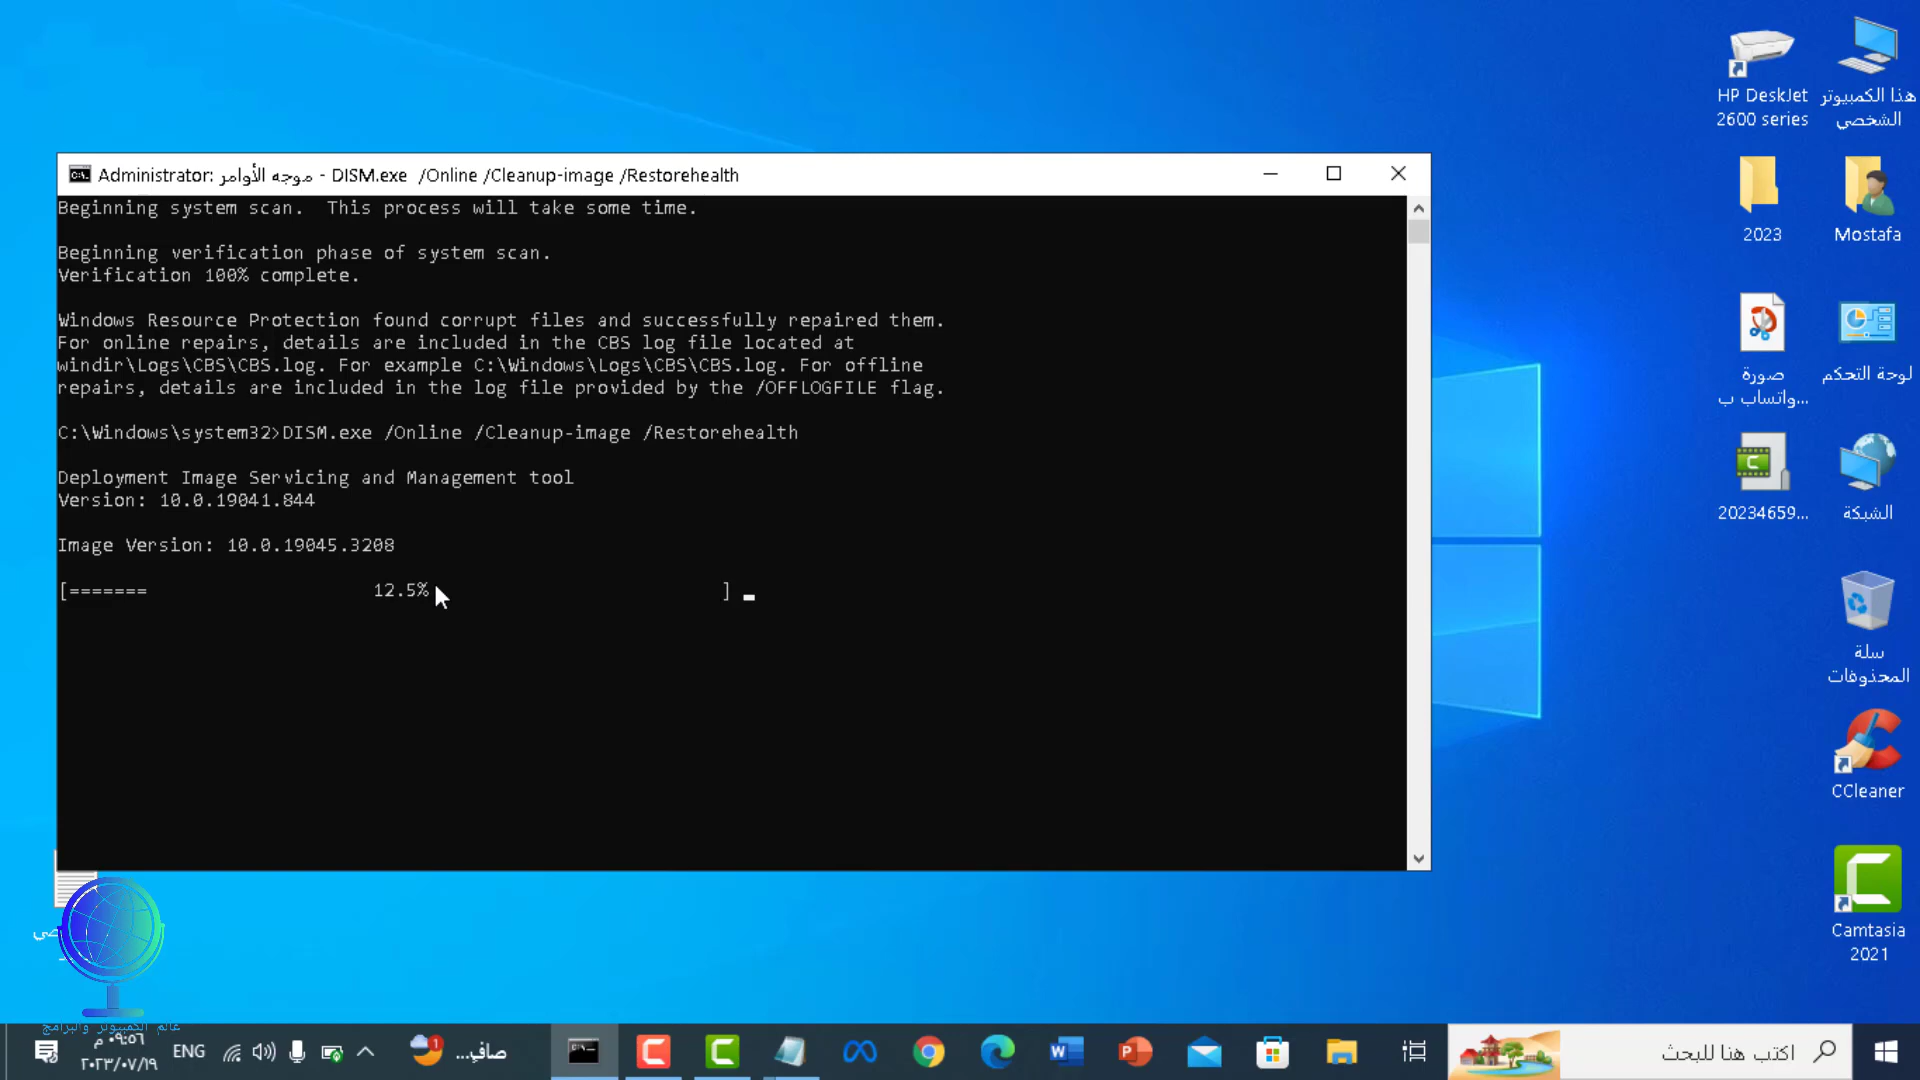 Administrator: موجه الأوامر - DISM.exe  /Online /Cleanup-image /Restorehealth
Beginning system scan.  This process will take some time.
Beginning verification phase of system scan.
Verification 100% complete.
Windows Resource Protection found corrupt files and successfully repaired them.
For online repairs, details are included in the CBS log file located at
windir\Logs\CBS\CBS.log. For example C:\Windows\Logs\CBS\CBS.log. For offline
repairs, details are included in the log file provided by the /OFFLOGFILE flag.
C:\Windows\system32>DISM.exe /Online /Cleanup-image /Restorehealth
Deployment Image Servicing and Management tool
Version: 10.0.19041.844
Image Version: 10.0.19045.3208
[=======                    12.5%                          ]
هذا الكمبيوتر
الشخصي
HP DeskJet
2600 series
Mostafa
2023
لوحة التحكم
صورة
واتساب ب...
الشبكة
20234659...
سلة
المحذوفات
CCleaner
Camtasia
2021
عالم الكمبيوتر والبرامج
اكتب هنا للبحث
صافي...
1
ENG
٠٩:٥٦ م
٢٠٢٣/٠٧/١٩